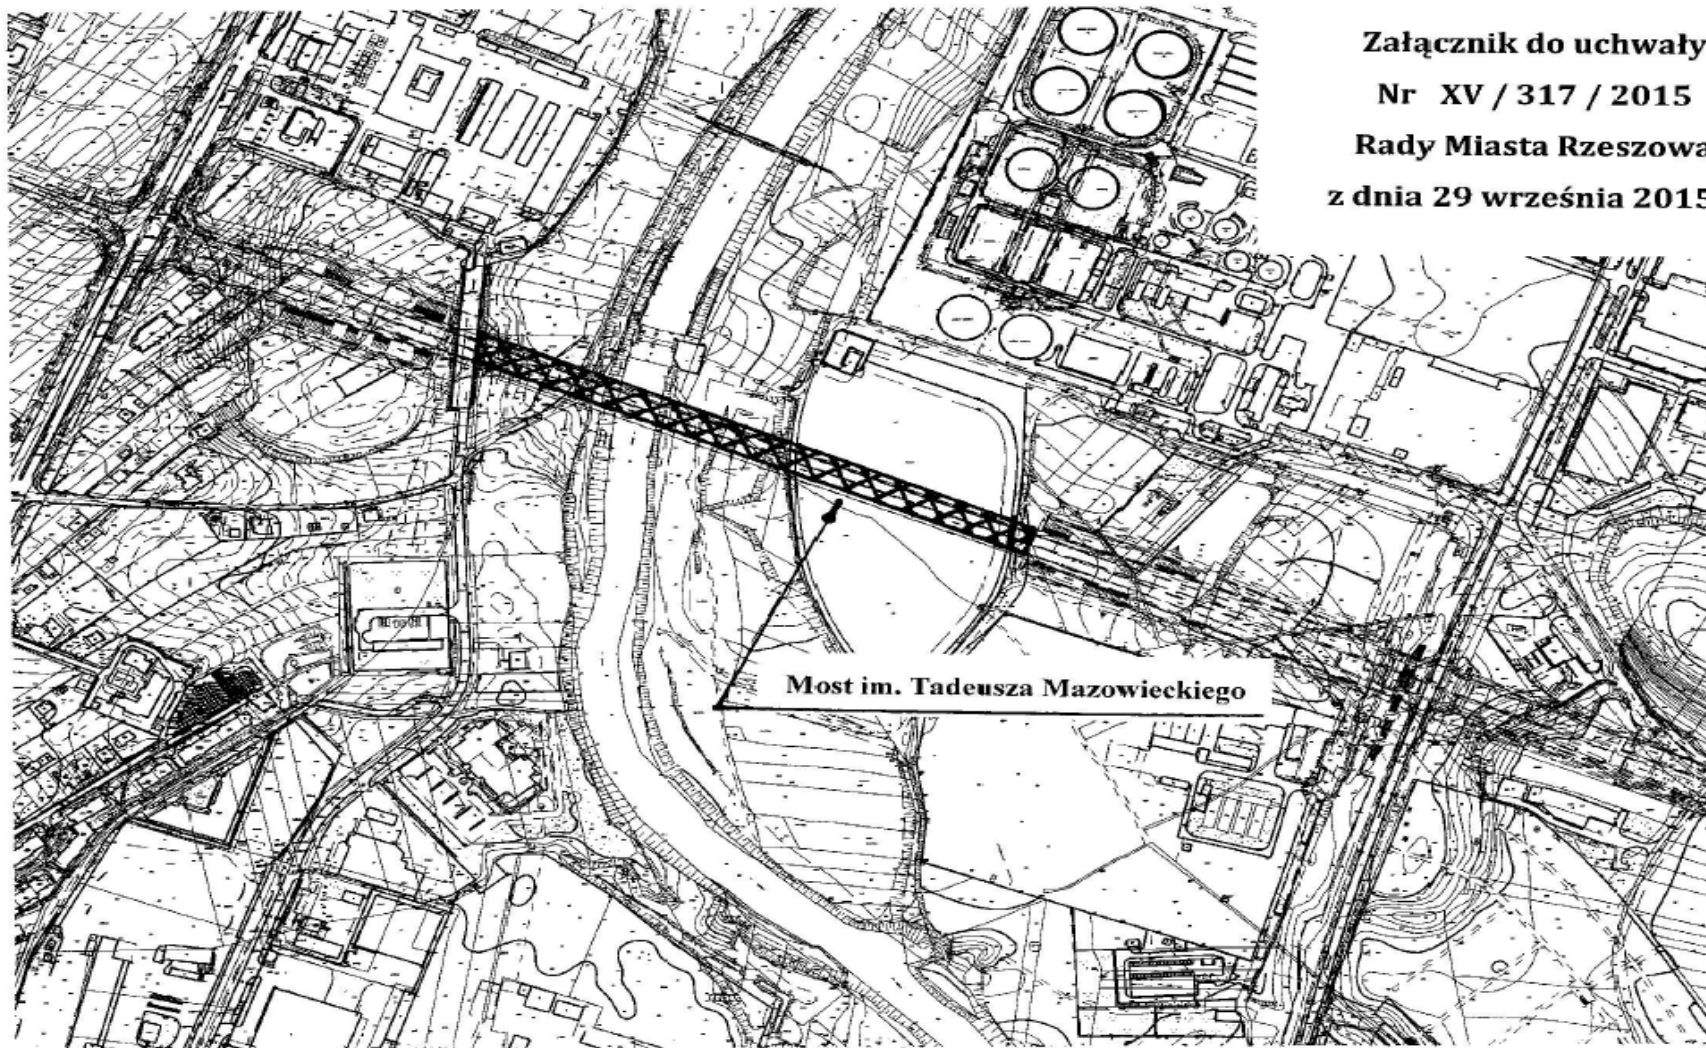 Załącznik do uchwały
Nr XV / 317 / 2015
Rady Miasta Rzeszowa
z dnia 29 września 2015
Most im. Tadeusza Mazowieckiego